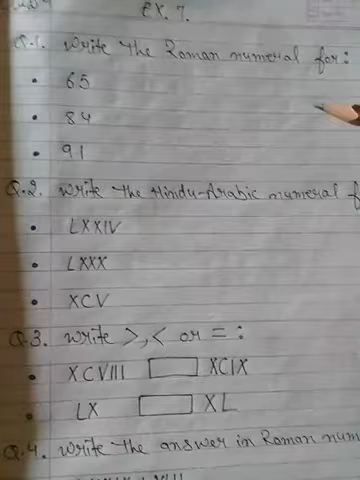 Ex. 7.
Q.1. Write the Roman numeral for:
• 65
• 84
• 91
Q.2. Write the Hindu-Arabic numeral
• LXXIV
• LXXX
• XCV
Q.3. Write >, < or = :
• XCVIII XCIX
• LX XL
Q.4. Write the answer in Roman num